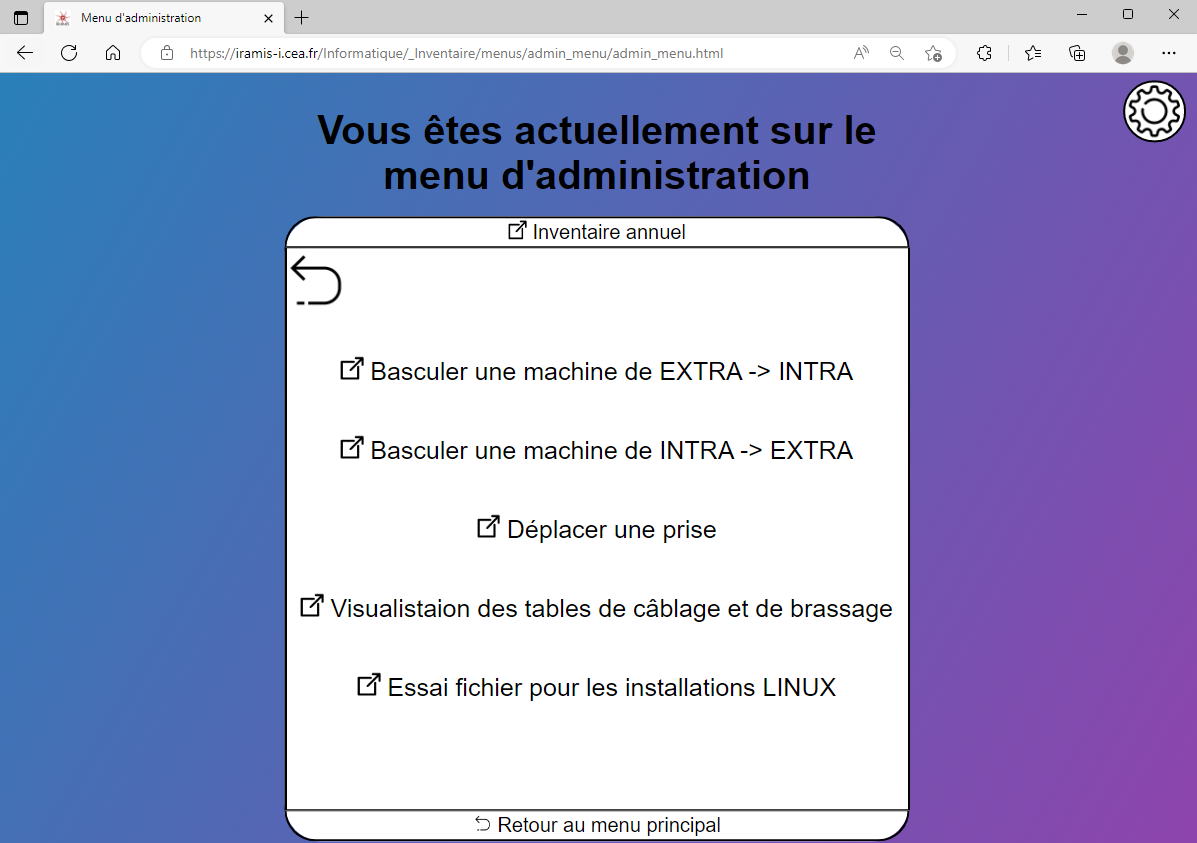 Menu d'administration
https://iramis-i.cea.fr/Informatique/_Inventaire/menus/admin_menu/admin_menu.html
Vous êtes actuellement sur le
menu d'administration
Inventaire annuel
Basculer une machine de EXTRA -> INTRA
Basculer une machine de INTRA -> EXTRA
Déplacer une prise
Visualistaion des tables de câblage et de brassage
Essai fichier pour les installations LINUX
Retour au menu principal